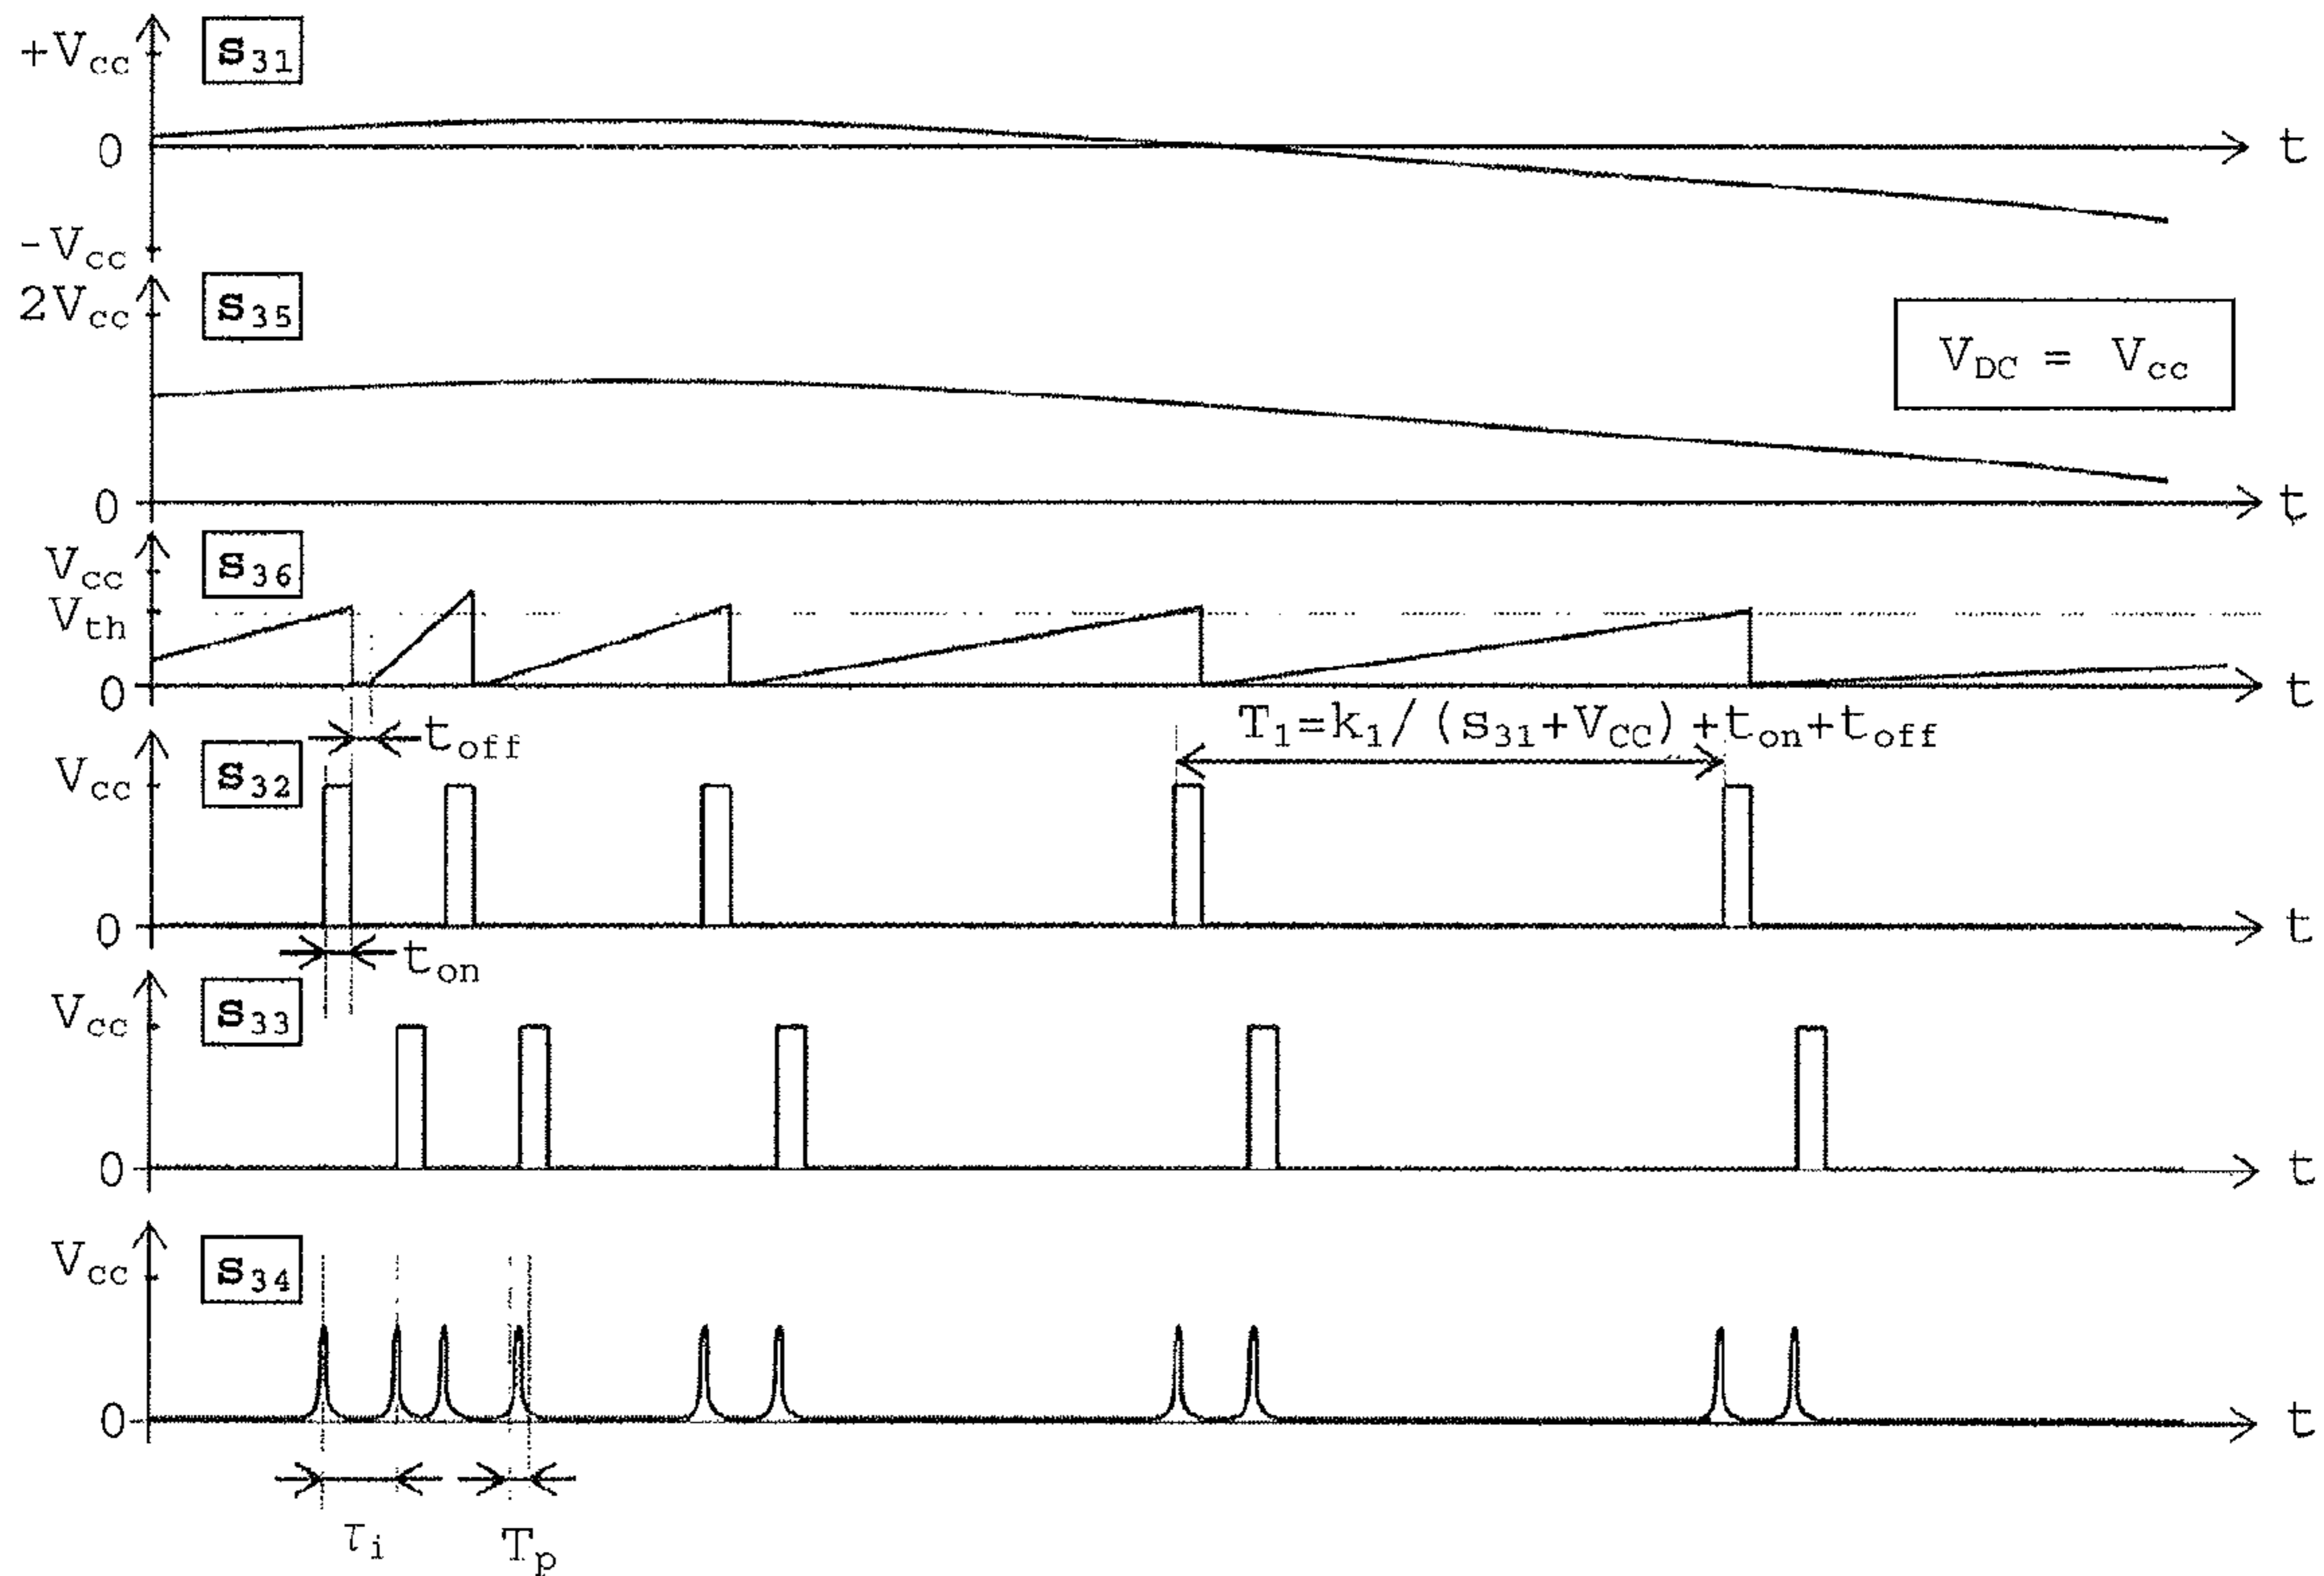 +Vcc
s31
0
t
-Vcc
2Vcc
s35
VDC = Vcc
0
t
Vcc
s36
Vth
0
t
toff
T1=k1/(s31+VCC)+ton+toff
Vcc
s32
0
t
ton
Vcc
s33
0
t
Vcc
s34
0
t
τi
Tp